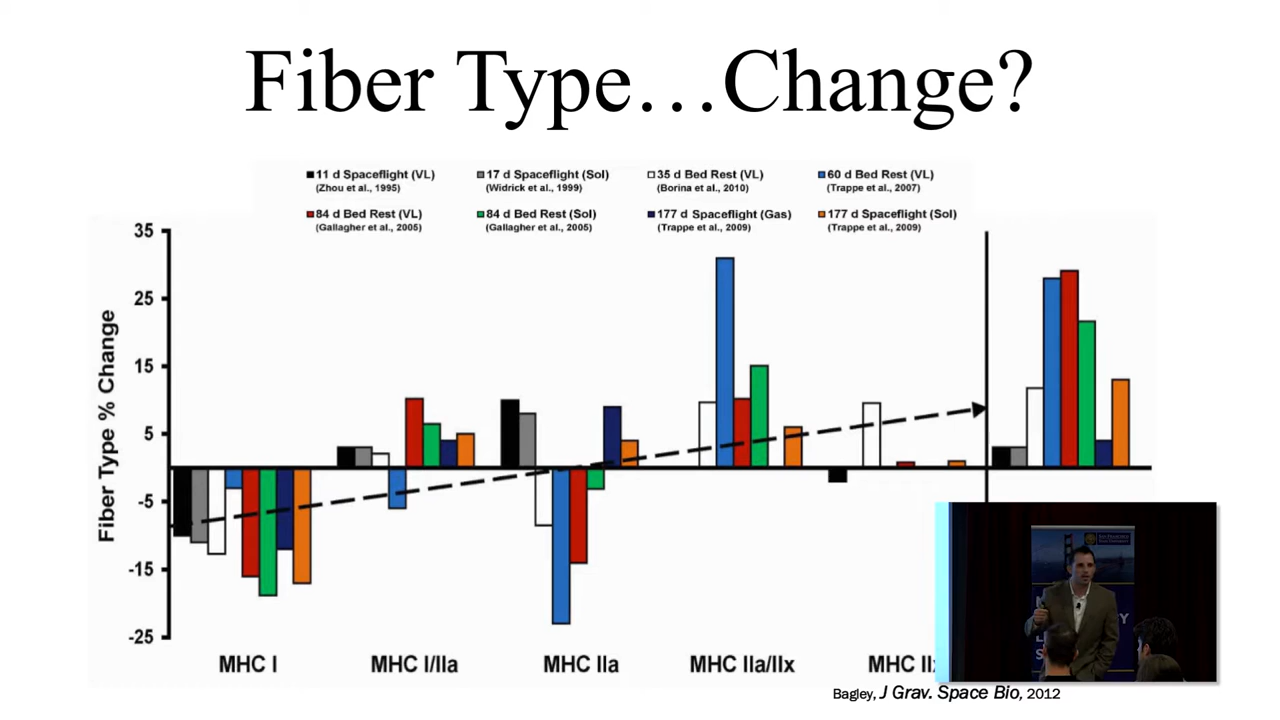 Fiber Type…Change?
11 d Spaceflight (VL) 17 d Spaceflight (Sol) 35 d Bed Rest (VL) 60 d Bed Rest (VL)
(Zhou et al., 1995) (Widrick et al., 1999) (Borina et al., 2010) (Trappe et al., 2007)
84 d Bed Rest (VL) 84 d Bed Rest (Sol) 177 d Spaceflight (Gas) 177 d Spaceflight (Sol)
(Gallagher et al., 2005) (Gallagher et al., 2005) (Trappe et al., 2009) (Trappe et al., 2009)
Fiber Type % Change
35
25
15
5
-5
-15
-25
MHC I MHC I/IIa MHC IIa MHC IIa/IIx MHC IIx
Bagley, J Grav. Space Bio, 2012